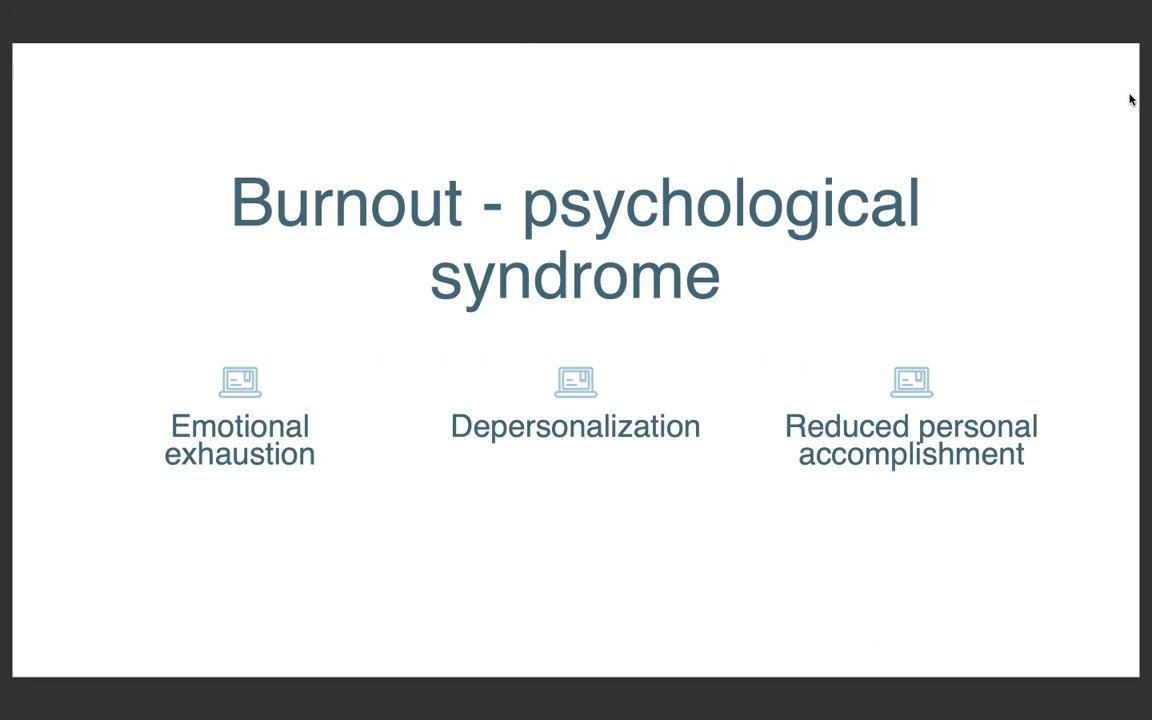 Burnout - psychological
syndrome
Emotional
exhaustion
Depersonalization
Reduced personal
accomplishment